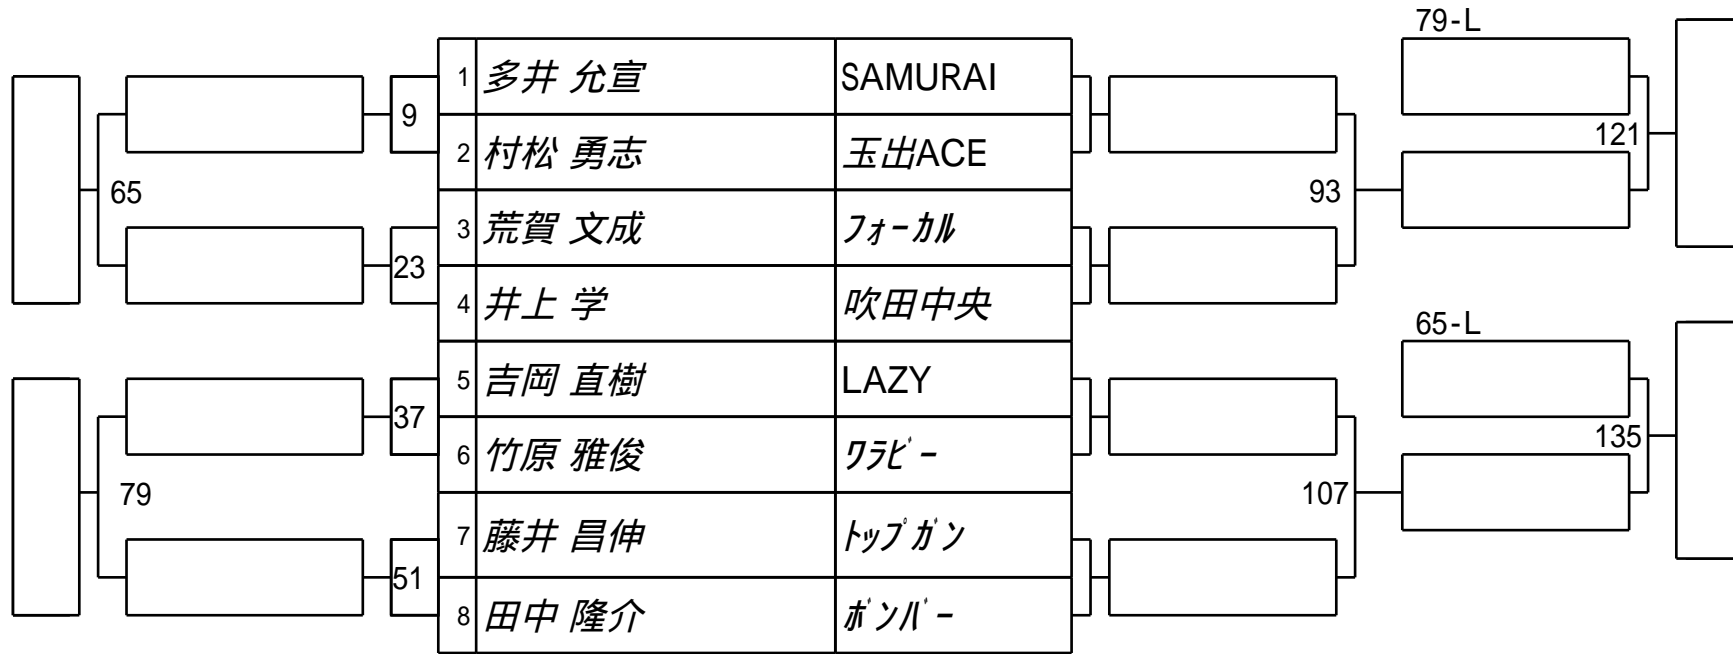 79-L
1 多井 允宣 SAMURAI
9
2 村松 勇志 玉出ACE
121
65
93
3 荒賀 文成 フォーカル
23
4 井上 学 吹田中央
65-L
5 吉岡 直樹 LAZY
37
6 竹原 雅俊 ワラビー
135
79
107
7 藤井 昌伸 トップガン
51
8 田中 隆介 ボンバー